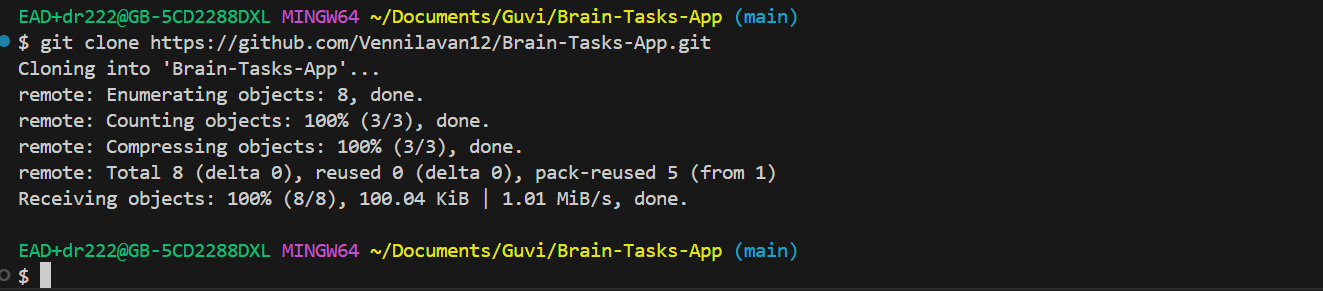 EAD+dr222@GB-5CD2288DXL MINGW64 ~/Documents/Guvi/Brain-Tasks-App (main)
$ git clone https://github.com/Vennilavan12/Brain-Tasks-App.git
Cloning into 'Brain-Tasks-App'...
remote: Enumerating objects: 8, done.
remote: Counting objects: 100% (3/3), done.
remote: Compressing objects: 100% (3/3), done.
remote: Total 8 (delta 0), reused 0 (delta 0), pack-reused 5 (from 1)
Receiving objects: 100% (8/8), 100.04 KiB | 1.01 MiB/s, done.
EAD+dr222@GB-5CD2288DXL MINGW64 ~/Documents/Guvi/Brain-Tasks-App (main)
$